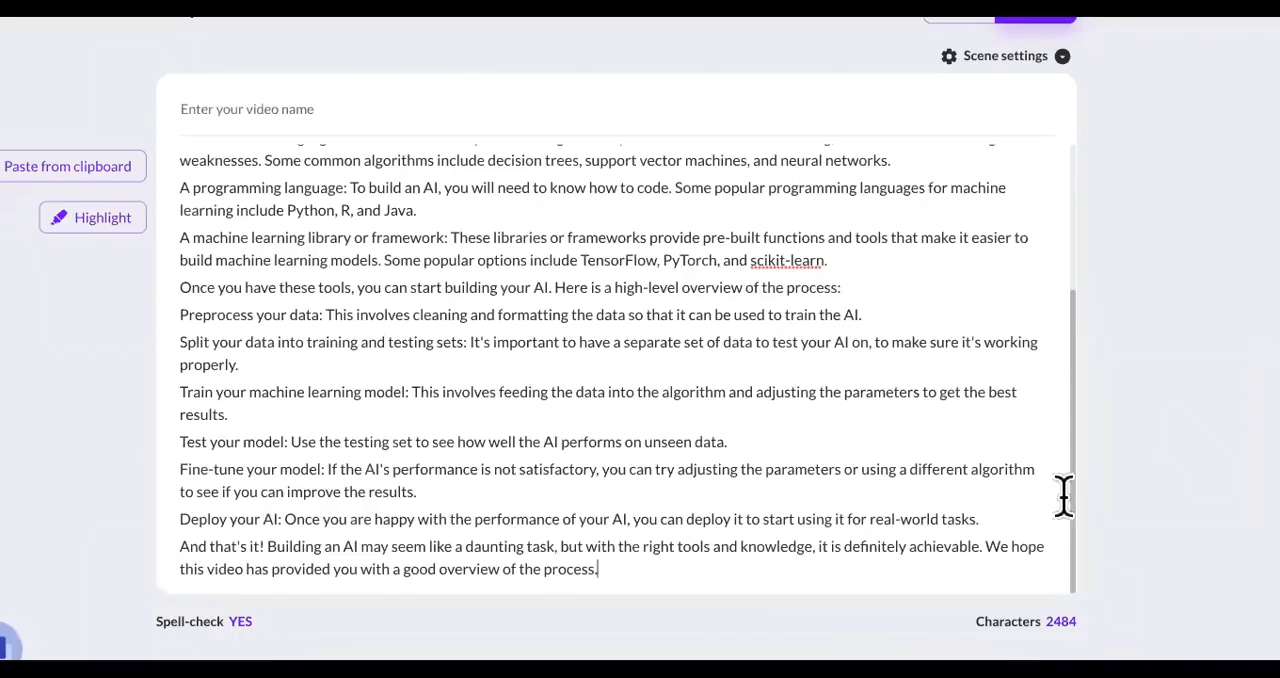 Scene settings
Enter your video name
Paste from clipboard
Highlight
weaknesses. Some common algorithms include decision trees, support vector machines, and neural networks.
A programming language: To build an AI, you will need to know how to code. Some popular programming languages for machine
learning include Python, R, and Java.
A machine learning library or framework: These libraries or frameworks provide pre-built functions and tools that make it easier to
build machine learning models. Some popular options include TensorFlow, PyTorch, and scikit-learn.
Once you have these tools, you can start building your AI. Here is a high-level overview of the process:
Preprocess your data: This involves cleaning and formatting the data so that it can be used to train the AI.
Split your data into training and testing sets: It's important to have a separate set of data to test your AI on, to make sure it's working
properly.
Train your machine learning model: This involves feeding the data into the algorithm and adjusting the parameters to get the best
results.
Test your model: Use the testing set to see how well the AI performs on unseen data.
Fine-tune your model: If the AI's performance is not satisfactory, you can try adjusting the parameters or using a different algorithm
to see if you can improve the results.
Deploy your AI: Once you are happy with the performance of your AI, you can deploy it to start using it for real-world tasks.
And that's it! Building an AI may seem like a daunting task, but with the right tools and knowledge, it is definitely achievable. We hope
this video has provided you with a good overview of the process.
Spell-check YES
Characters 2484